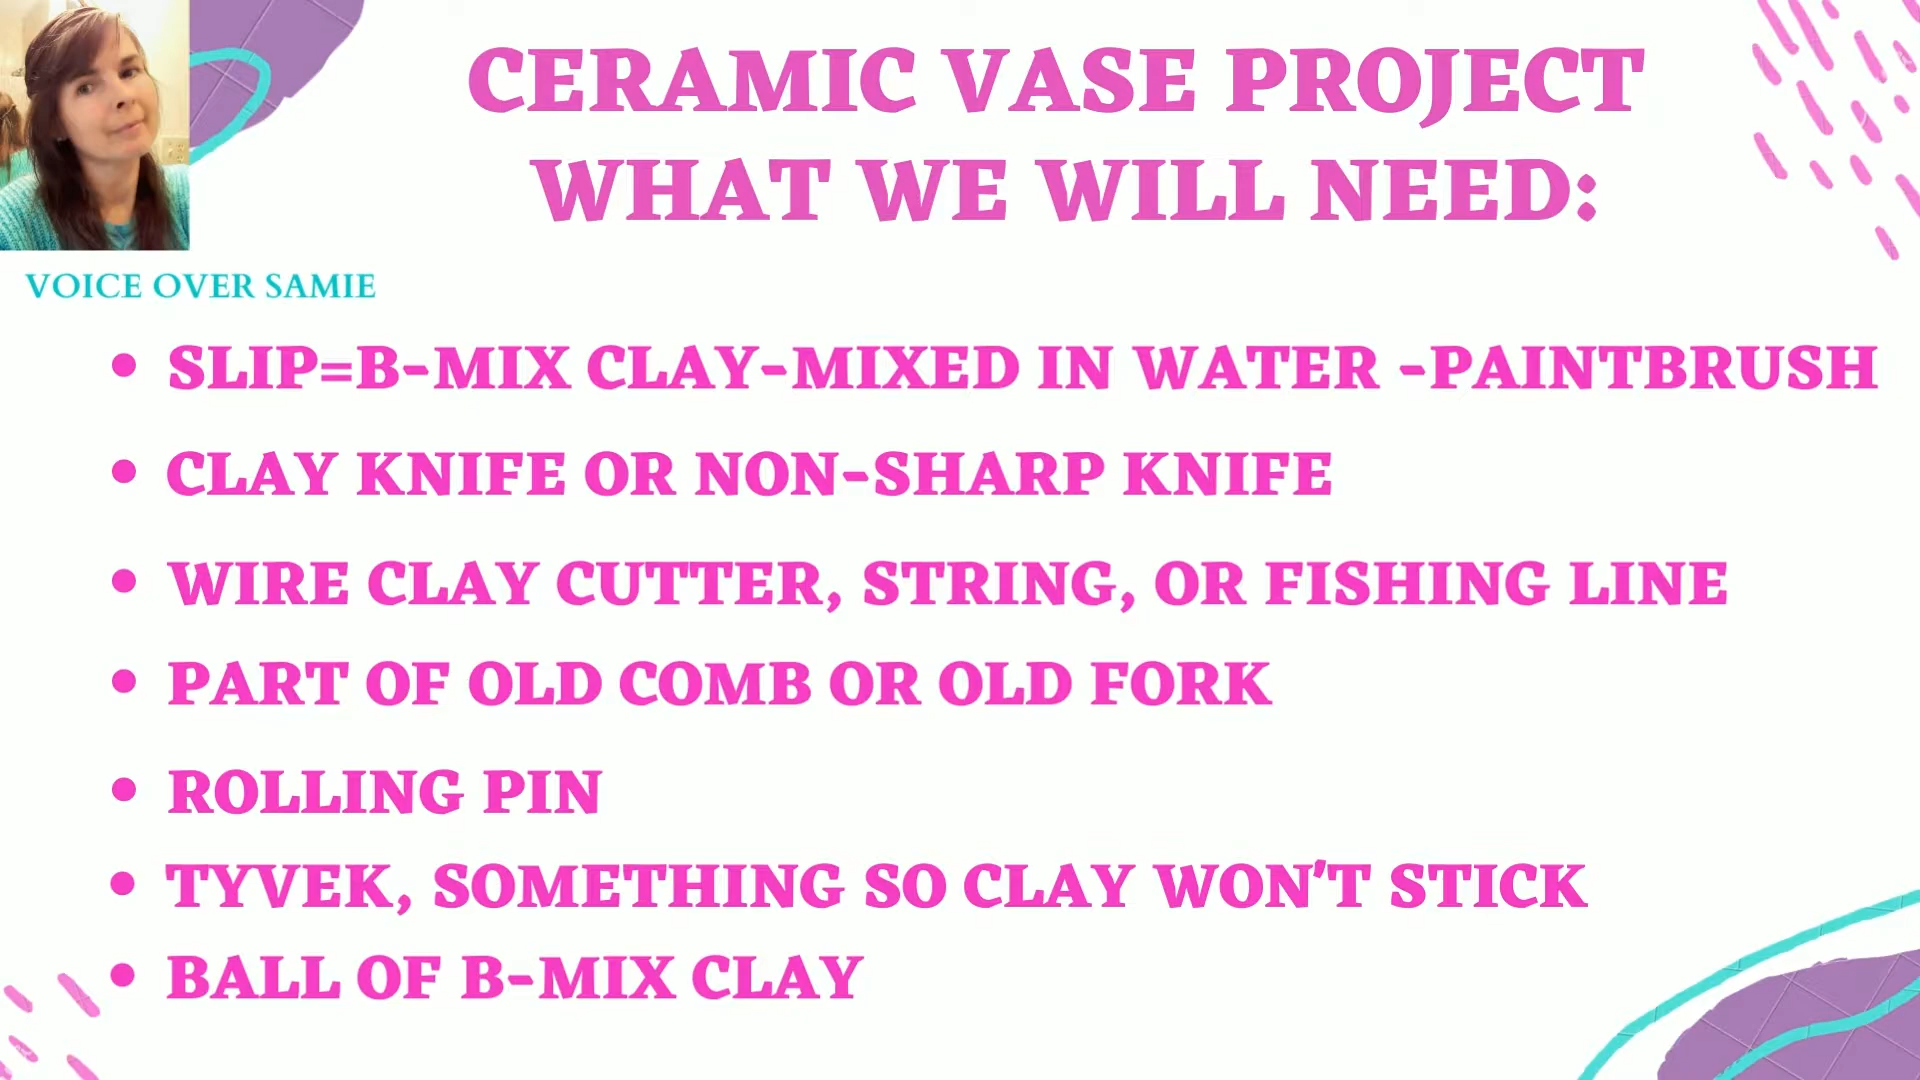 CERAMIC VASE PROJECT
WHAT WE WILL NEED:
VOICE OVER SAMIE
• SLIP=B-MIX CLAY-MIXED IN WATER -PAINTBRUSH
• CLAY KNIFE OR NON-SHARP KNIFE
• WIRE CLAY CUTTER, STRING, OR FISHING LINE
• PART OF OLD COMB OR OLD FORK
• ROLLING PIN
• TYVEK, SOMETHING SO CLAY WON'T STICK
• BALL OF B-MIX CLAY